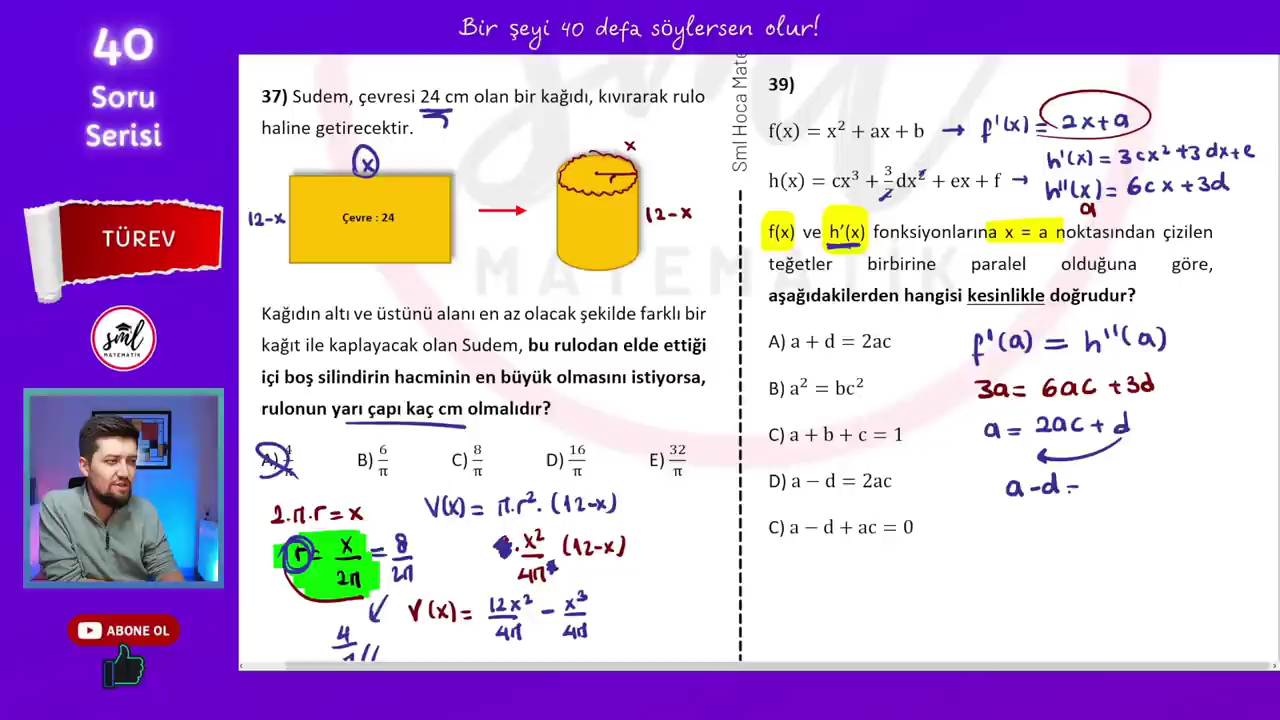 Bir şeyi 40 defa söylersen olur!
40
Soru
Serisi
TÜREV
sml
MATEMATİK
ABONE OL
37) Sudem, çevresi 24 cm olan bir kağıdı, kıvırarak rulo
haline getirecektir.
x
12-x
Çevre : 24
x
r
12-x
Kağıdın altı ve üstünü alanı en az olacak şekilde farklı bir
kağıt ile kaplayacak olan Sudem, bu rulodan elde ettiği
içi boş silindirin hacminin en büyük olmasını istiyorsa,
rulonun yarı çapı kaç cm olmalıdır?
A) 4/π B) 6/π C) 8/π D) 16/π E) 32/π
2.π.r = x
r = x/2π = 8/2π
V(x) = π.r². (12-x)
x²/4π (12-x)
V(x) = 12x²/4π - x³/4π
Sml Hoca Mate
MATEMATİK
39)
f(x) = x² + ax + b → f'(x) = 2x+a
h'(x) = 3cx²+3dx+e
h(x) = cx³ + 3/2dx² + ex + f → h''(x) = 6cx+3d
a
f(x) ve h′(x) fonksiyonlarına x = a noktasından çizilen
teğetler birbirine paralel olduğuna göre,
aşağıdakilerden hangisi kesinlikle doğrudur?
A) a + d = 2ac
B) a² = bc²
C) a + b + c = 1
D) a − d = 2ac
C) a − d + ac = 0
f'(a) = h''(a)
3a = 6ac + 3d
a = 2ac + d
a-d =